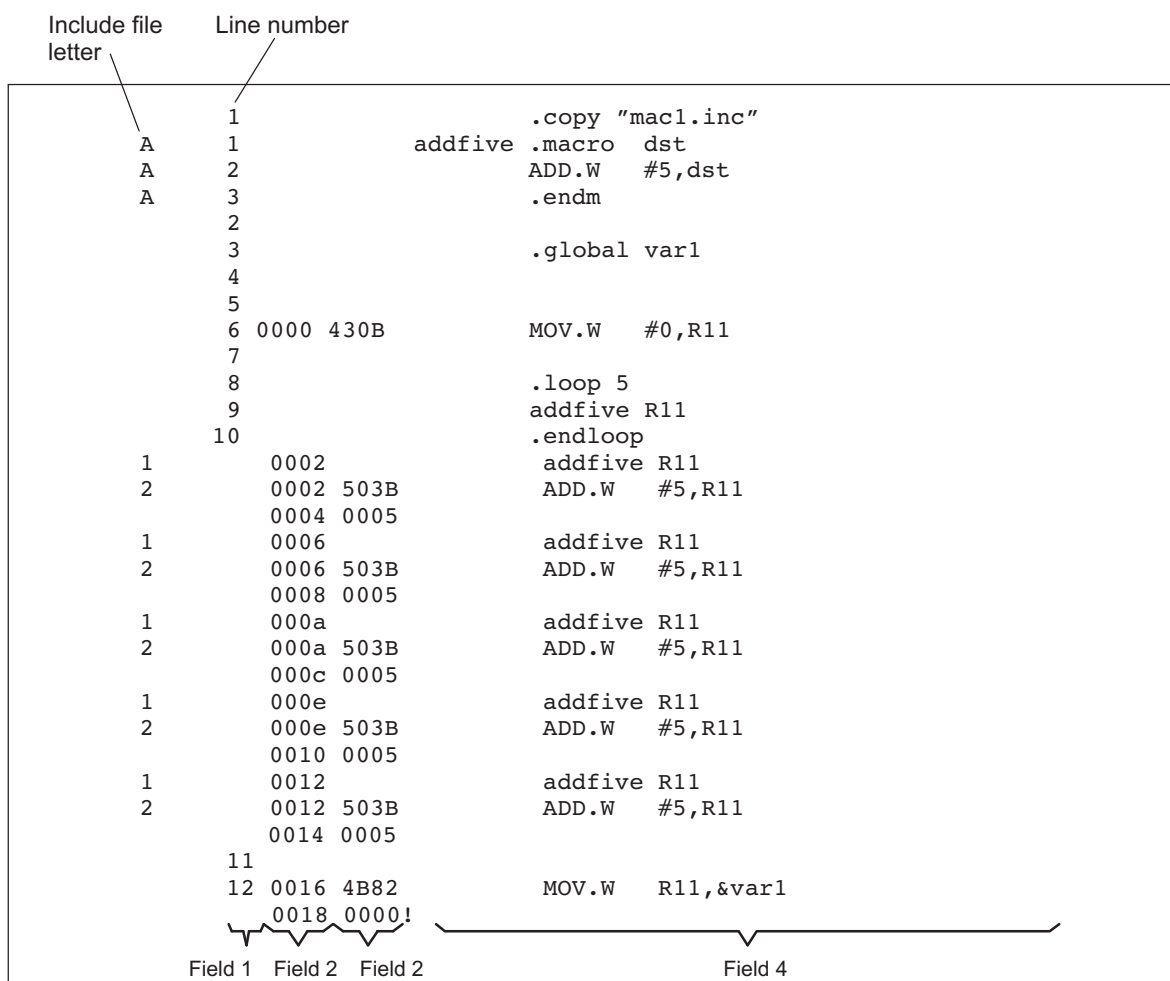 Include file Line number
letter
1 .copy ”mac1.inc”
A 1 addfive .macro dst
A 2 ADD.W #5,dst
A 3 .endm
2
3 .global var1
4
5
6 0000 430B MOV.W #0,R11
7
8 .loop 5
9 addfive R11
10 .endloop
1 0002 addfive R11
2 0002 503B ADD.W #5,R11
0004 0005
1 0006 addfive R11
2 0006 503B ADD.W #5,R11
0008 0005
1 000a addfive R11
2 000a 503B ADD.W #5,R11
000c 0005
1 000e addfive R11
2 000e 503B ADD.W #5,R11
0010 0005
1 0012 addfive R11
2 0012 503B ADD.W #5,R11
0014 0005
11
12 0016 4B82 MOV.W R11,&var1
0018 0000!
Field 1 Field 2 Field 2 Field 4